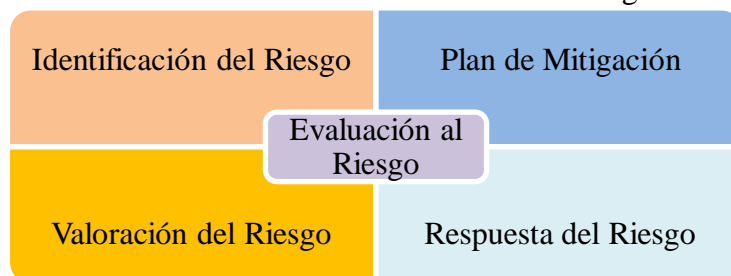 Identificación del Riesgo
Plan de Mitigación
Evaluación al
Riesgo
Valoración del Riesgo
Respuesta del Riesgo